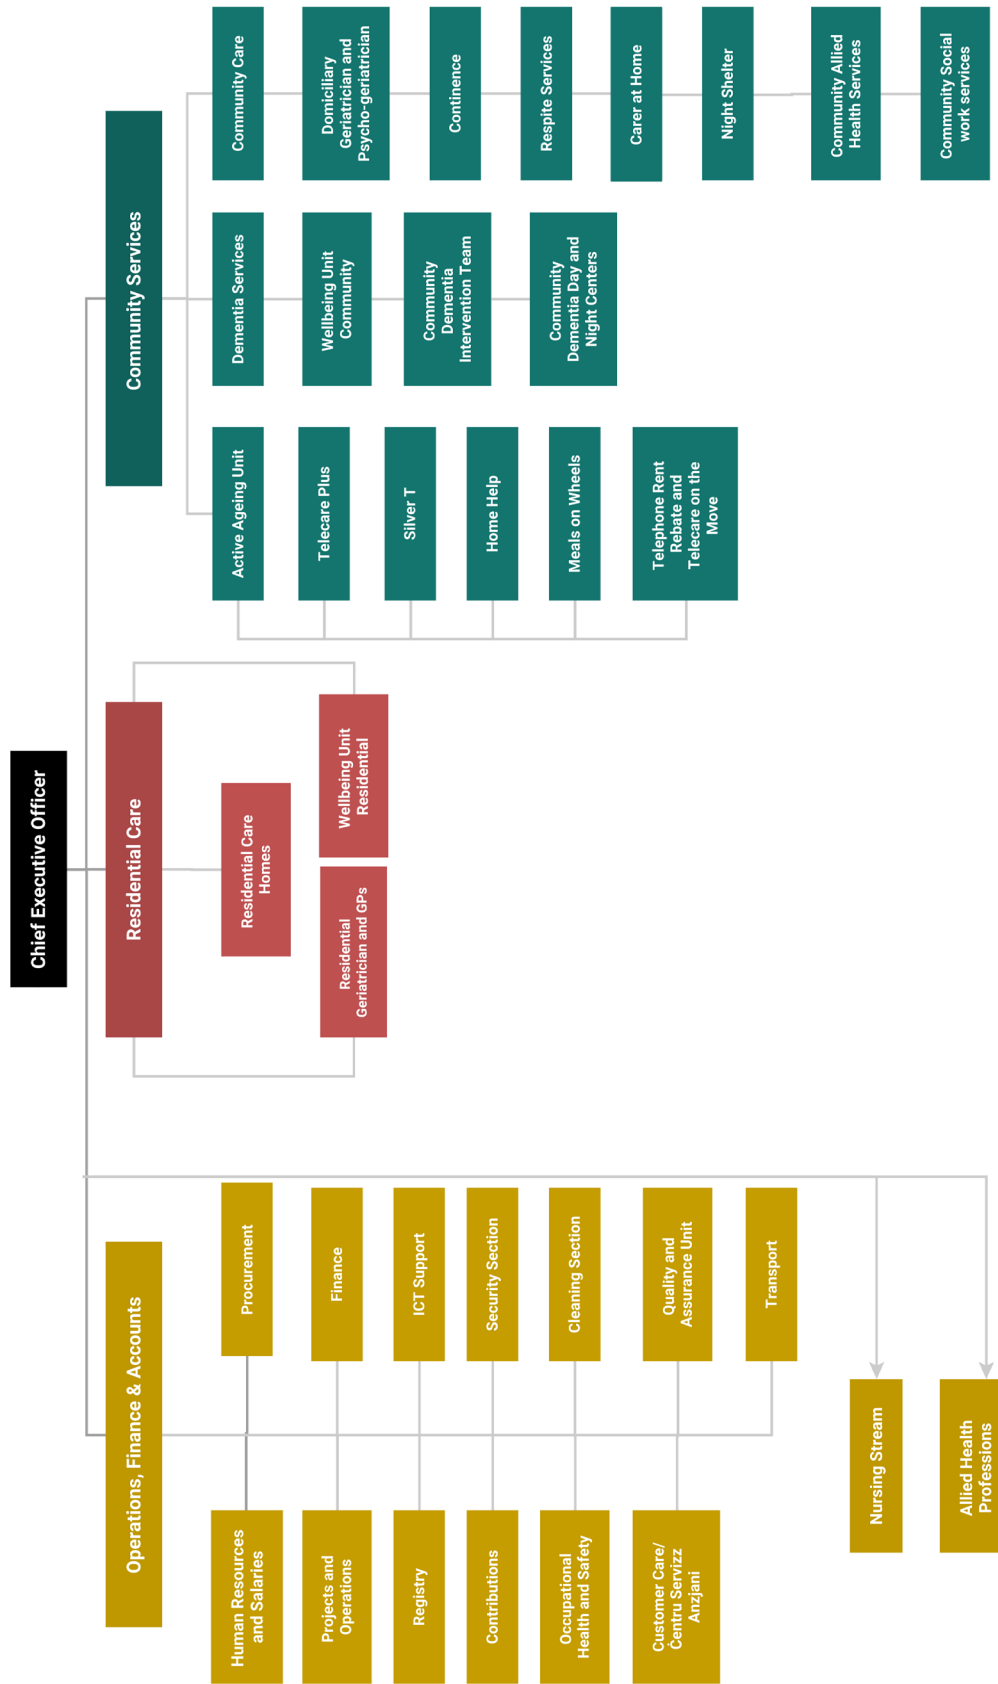 Chief Executive Officer
Operations, Finance & Accounts
Human Resources
and Salaries
Procurement
Projects and
Operations
Finance
Registry
ICT Support
Contributions
Security Section
Occupational
Health and Safety
Cleaning Section
Customer Care/
Ċentru Servizz
Anzjani
Quality and
Assurance Unit
Transport
Nursing Stream
Allied Health
Professions
Residential Care
Residential Care
Homes
Residential
Geriatrician and GPs
Wellbeing Unit
Residential
Community Services
Active Ageing Unit
Telecare Plus
Silver T
Home Help
Meals on Wheels
Telephone Rent
Rebate and
Telecare on the
Move
Dementia Services
Wellbeing Unit
Community
Community
Dementia
Intervention Team
Community
Dementia Day and
Night Centers
Community Care
Domiciliary
Geriatrician and
Psycho-geriatrician
Continence
Respite Services
Carer at Home
Night Shelter
Community Allied
Health Services
Community Social
work services